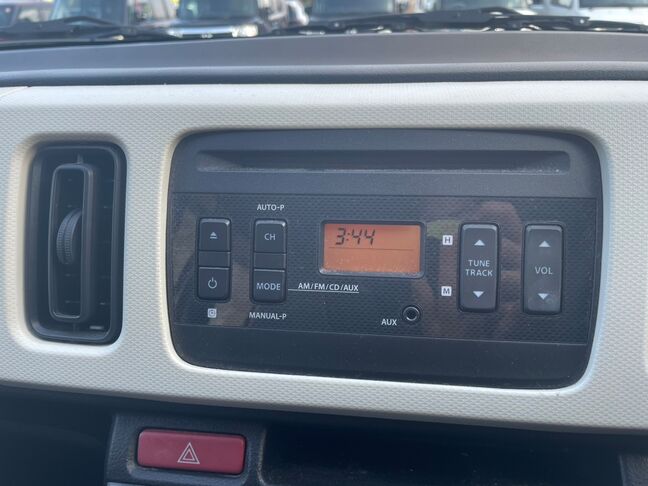 AUTO-P
CH
3:44
H
TUNE
TRACK
VOL
MODE
AM/FM/CD/AUX
M
MANUAL-P
AUX